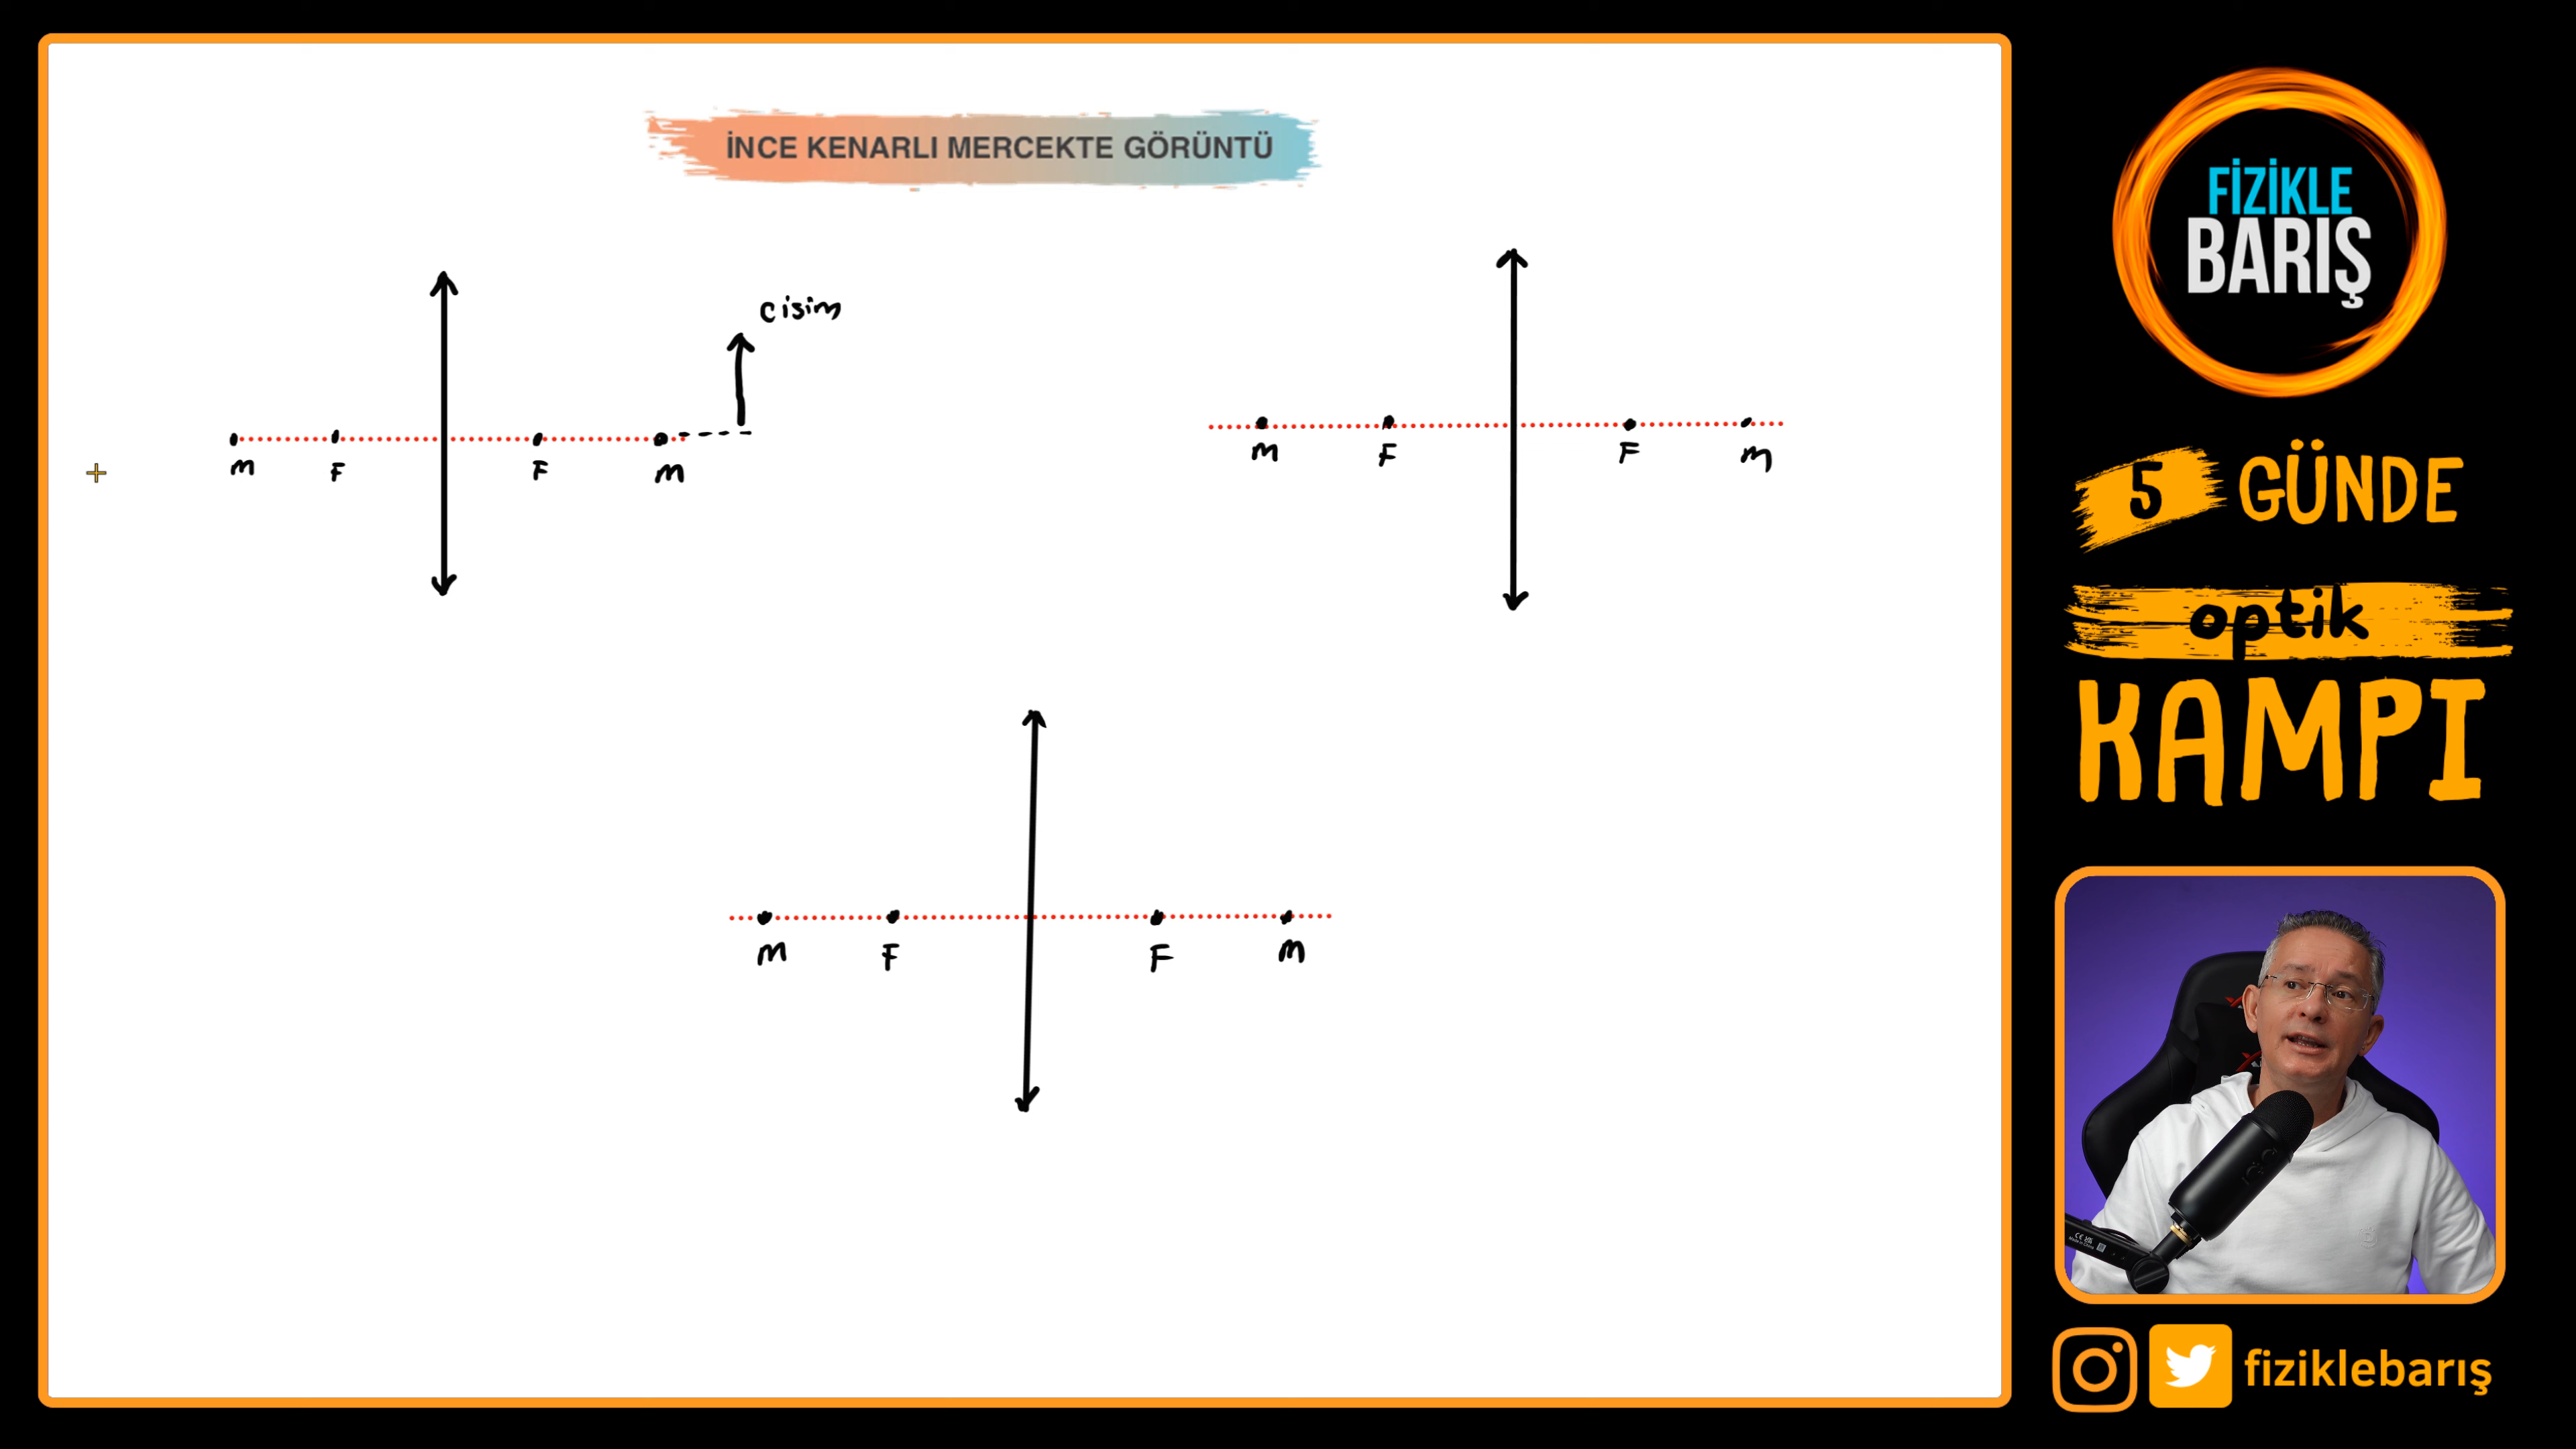 İNCE KENARLI MERCEKTE GÖRÜNTÜ
cisim
m F F m
m F F m
m F F m
FİZİKLE
BARIŞ
5 GÜNDE
optik
KAMPI
fiziklebarış